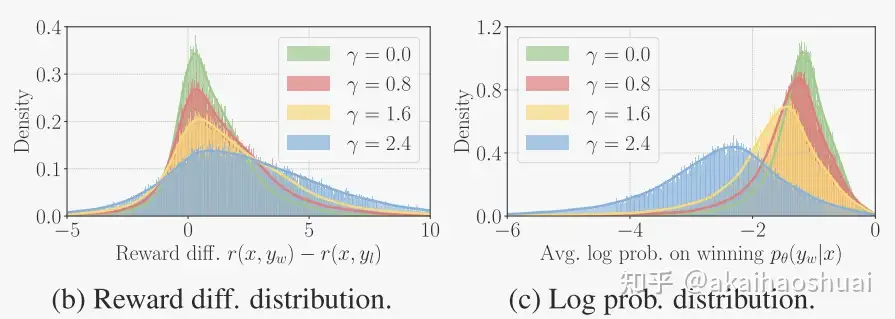 0.4
0.3
0.2
0.1
0.0
Density
γ = 0.0
γ = 0.8
γ = 1.6
γ = 2.4
−5
0
5
10
Reward diff. r(x, y_w) − r(x, y_l)
(b) Reward diff. distribution.
1.2
0.8
0.4
0.0
Density
γ = 0.0
γ = 0.8
γ = 1.6
γ = 2.4
−6
−4
−2
0
Avg. log prob. on winning p_θ(y_w|x)
(c) Log prob. distribution.
知乎 @akaihaoshuai